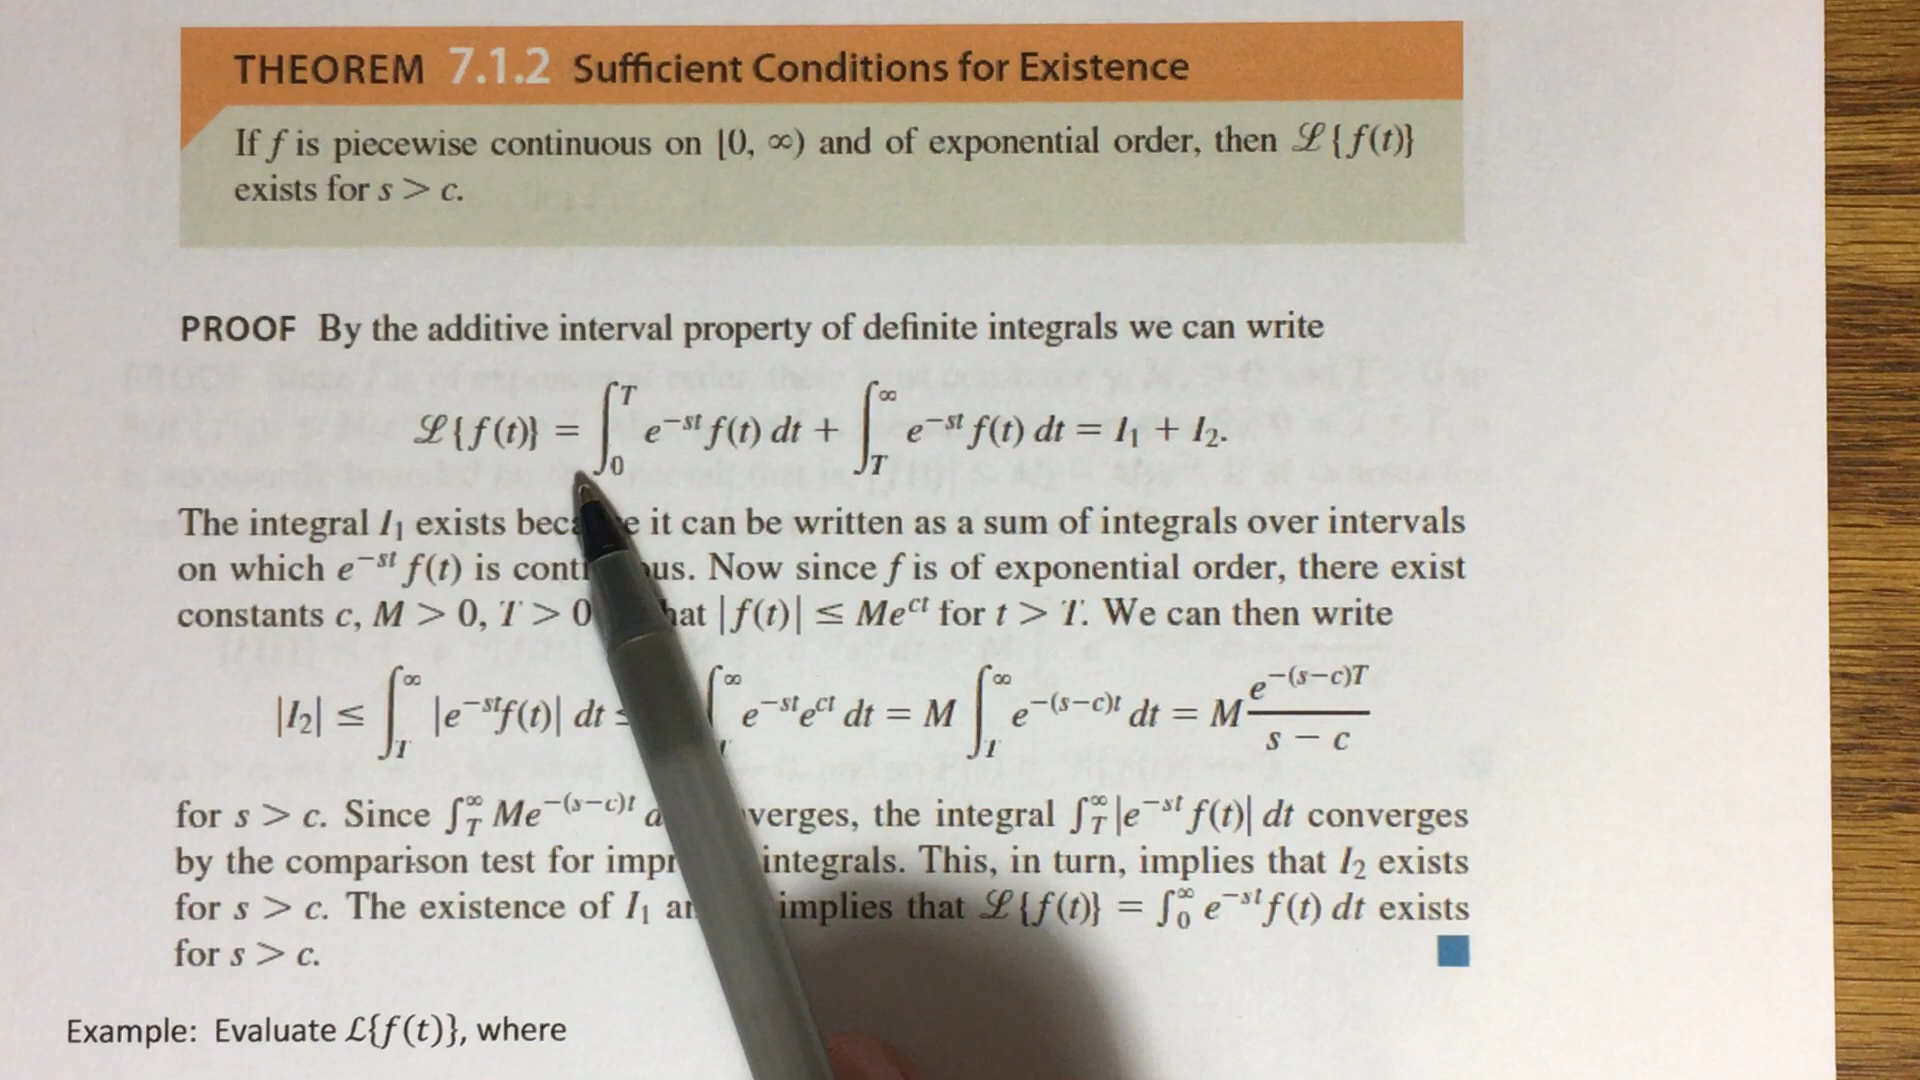 THEOREM 7.1.2 Sufficient Conditions for Existence
If f is piecewise continuous on [0, ∞) and of exponential order, then ℒ{f(t)}
exists for s > c.
PROOF By the additive interval property of definite integrals we can write
ℒ{f(t)} = ∫₀ᵀ e⁻ˢᵗ f(t) dt + ∫_T^∞ e⁻ˢᵗ f(t) dt = I₁ + I₂.
The integral I₁ exists bec e it can be written as a sum of integrals over intervals
on which e⁻ˢᵗ f(t) is cont us. Now since f is of exponential order, there exist
constants c, M > 0, T > 0 hat |f(t)| ≤ Meᶜᵗ for t > T. We can then write
|I₂| ≤ ∫_T^∞ |e⁻ˢᵗf(t)| dt ∫^∞ e⁻ˢᵗeᶜᵗ dt = M ∫_T^∞ e^{-(s-c)t} dt = M e^{-(s-c)T} / (s − c)
for s > c. Since ∫_T^∞ Me^{-(s-c)t} verges, the integral ∫_T^∞ |e⁻ˢᵗ f(t)| dt converges
by the comparison test for impr integrals. This, in turn, implies that I₂ exists
for s > c. The existence of I₁ implies that ℒ{f(t)} = ∫₀^∞ e⁻ˢᵗf(t) dt exists
for s > c.
Example: Evaluate ℒ{f(t)}, where